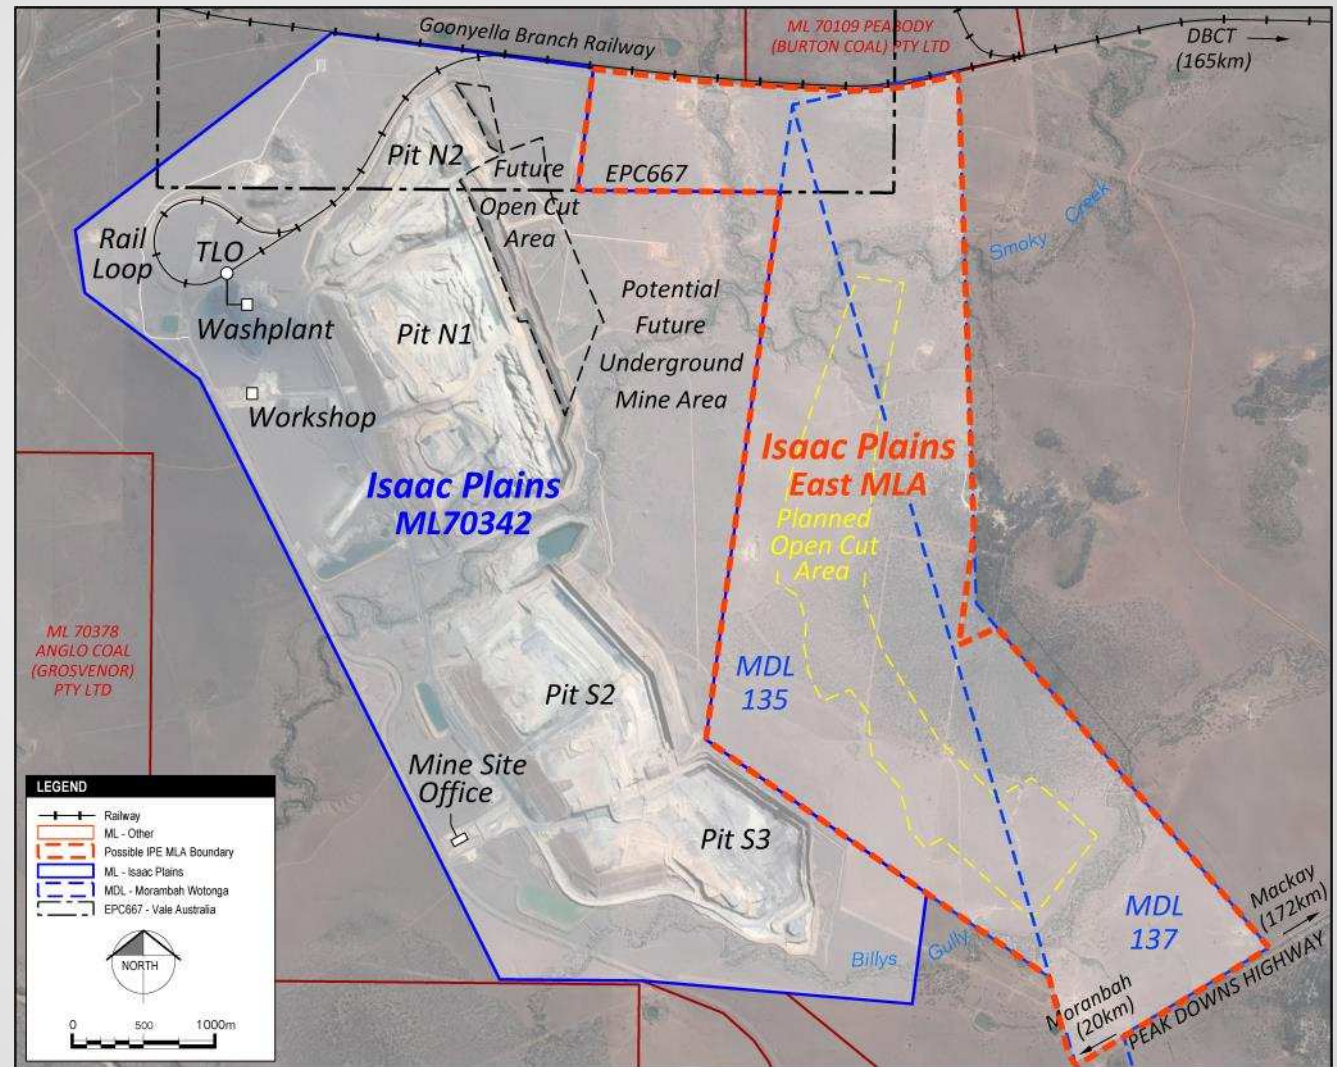 Goonyella Branch Railway
ML 70109 PEABODY
(BURTON COAL) PTY LTD
DBCT
(165km)
Pit N2
Future
Open Cut
Area
EPC667
Smoky Creek
Rail
Loop
TLO
Washplant
Pit N1
Potential
Future
Underground
Mine Area
Workshop
Isaac Plains
ML70342
Isaac Plains
East MLA
Planned
Open Cut
Area
ML 70378
ANGLO COAL
(GROSVENOR)
PTY LTD
MDL
135
Pit S2
Mine Site
Office
Pit S3
MDL
137
Mackay
(172km)
Billys Gully
Moranbah
(20km)
PEAK DOWNS HIGHWAY
LEGEND
Railway
ML - Other
Possible IPE MLA Boundary
ML - Isaac Plains
MDL - Morambah Wotonga
EPC667 - Vale Australia
NORTH
0 500 1000m